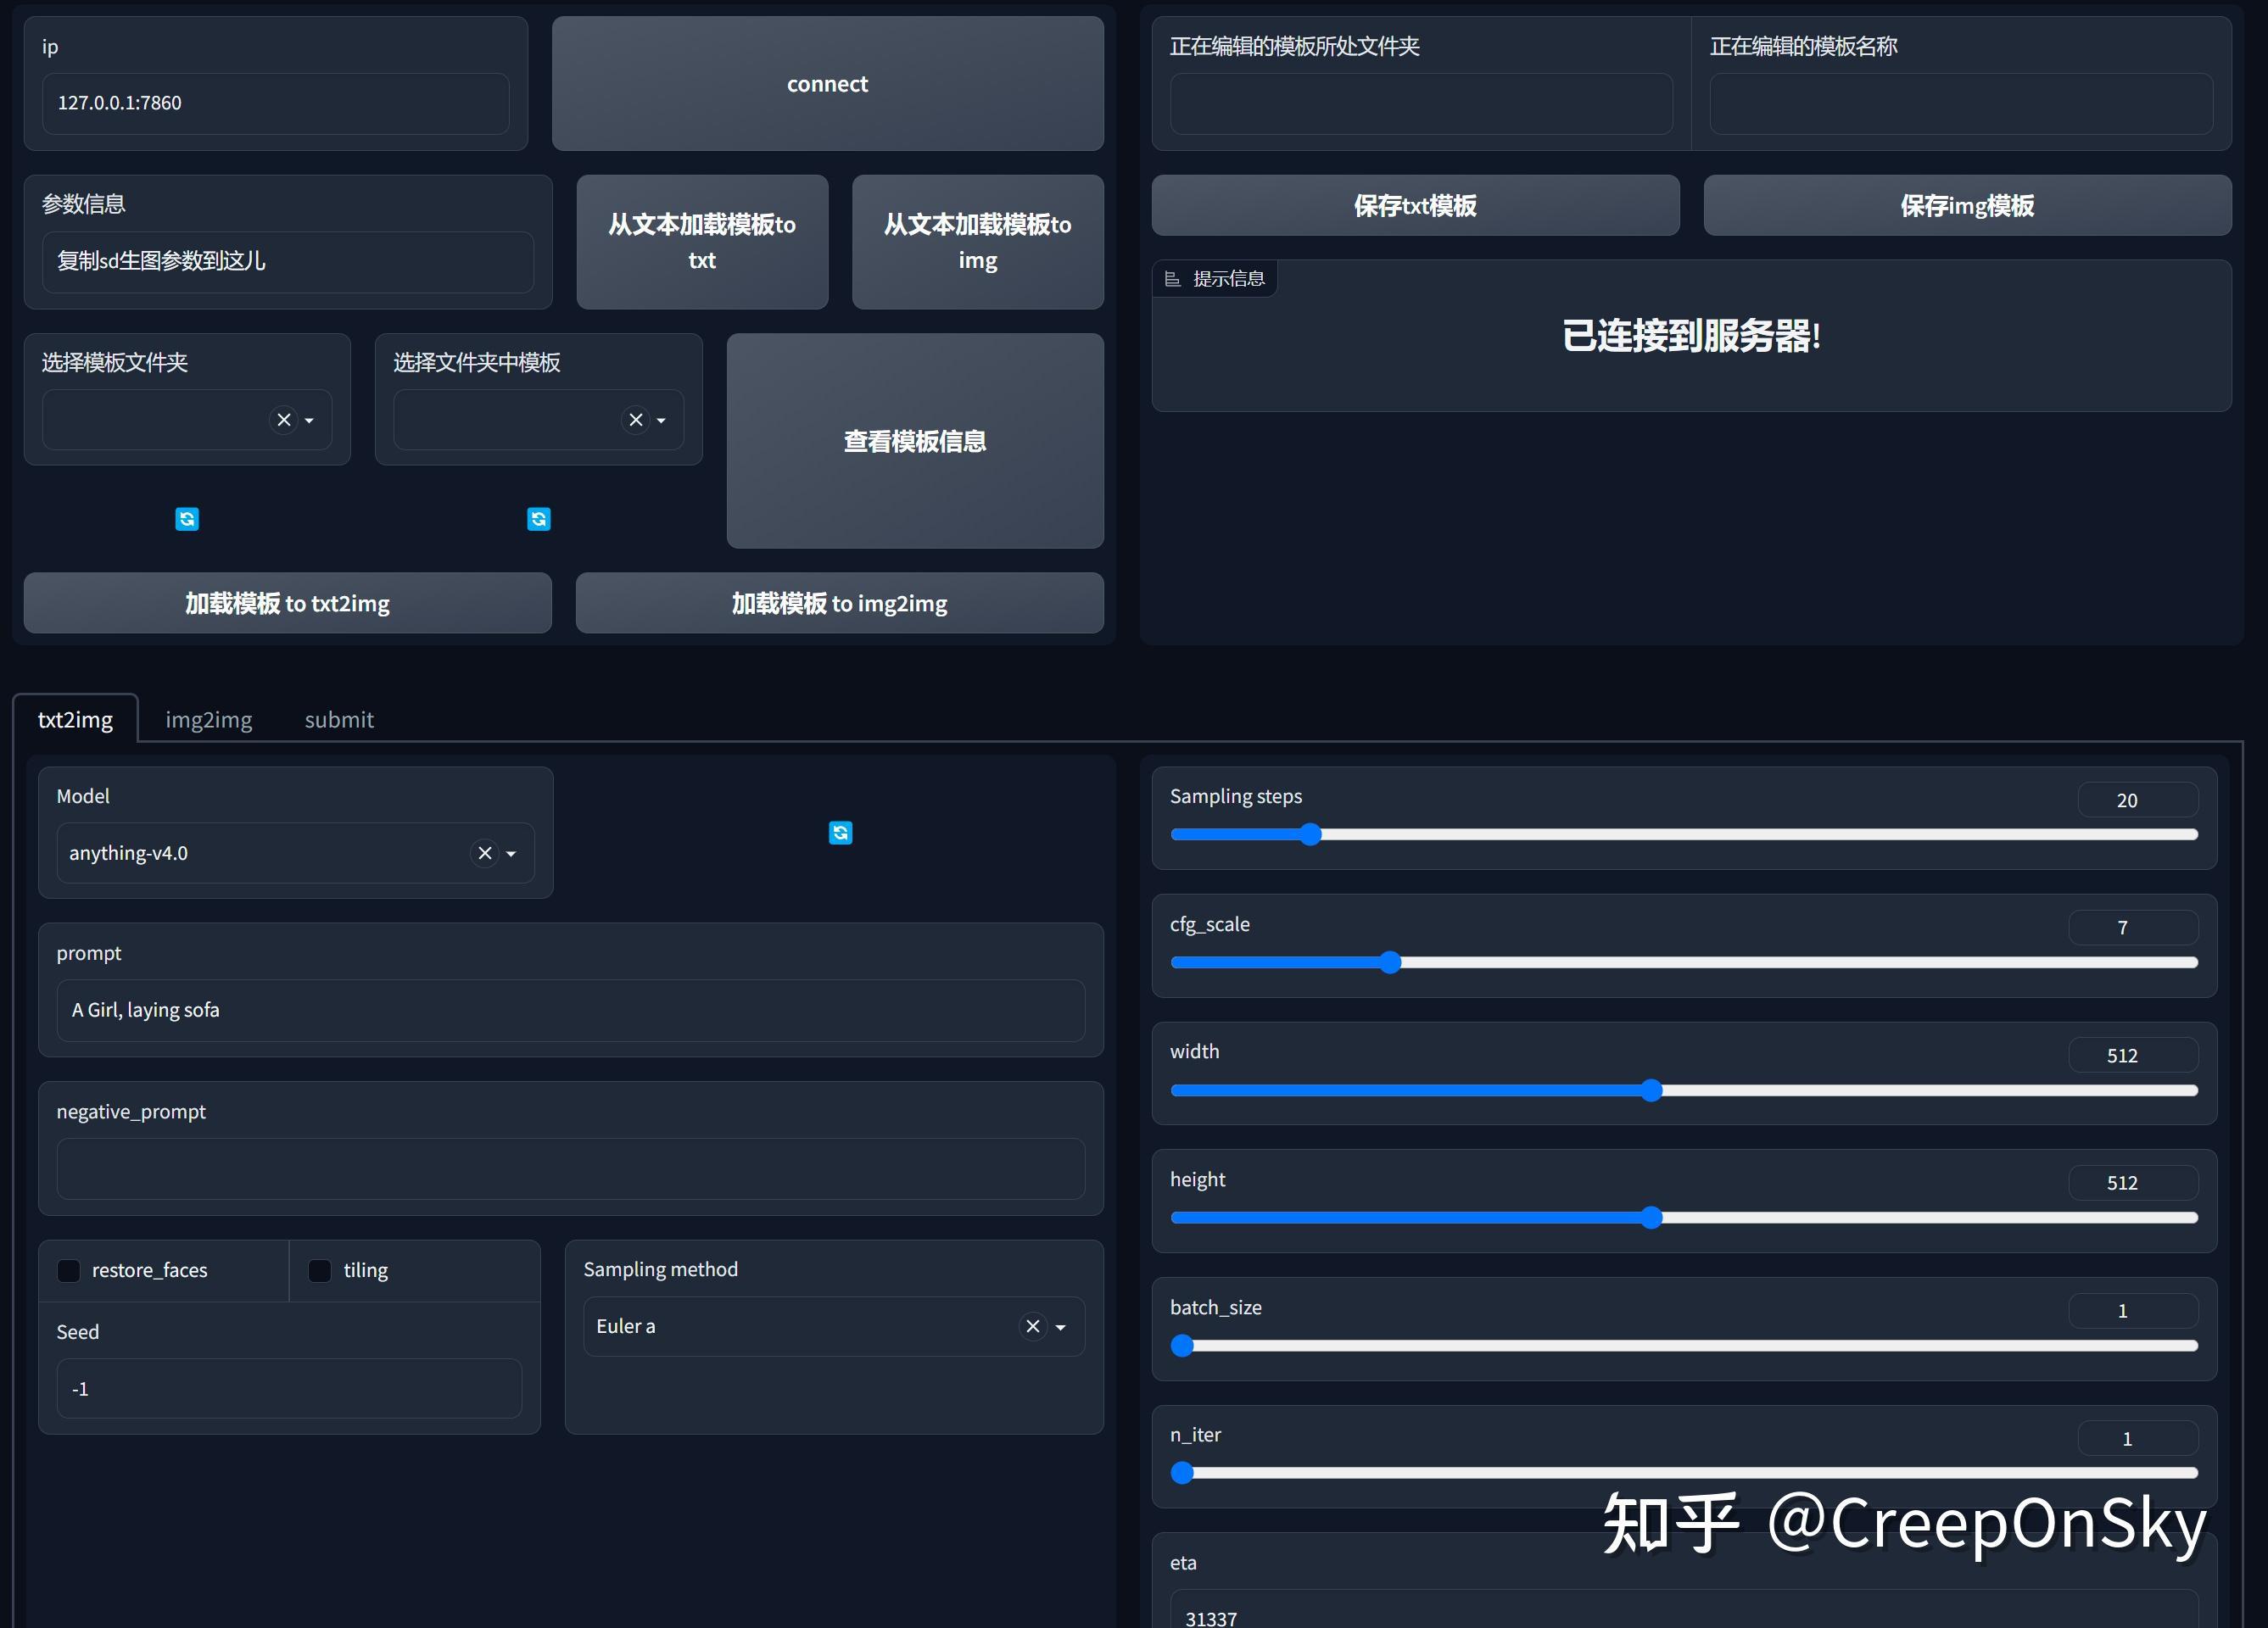 ip
127.0.0.1:7860
connect
参数信息
复制sd生图参数到这儿
从文本加载模板to
txt
从文本加载模板to
img
选择模板文件夹
选择文件夹中模板
查看模板信息
加载模板 to txt2img
加载模板 to img2img
正在编辑的模板所处文件夹
正在编辑的模板名称
保存txt模板
保存img模板
提示信息
已连接到服务器!
txt2img
img2img
submit
Model
anything-v4.0
prompt
A Girl, laying sofa
negative_prompt
restore_faces
tiling
Seed
-1
Sampling method
Euler a
Sampling steps
20
cfg_scale
7
width
512
height
512
batch_size
1
n_iter
1
eta
31337
知乎 @CreepOnSky